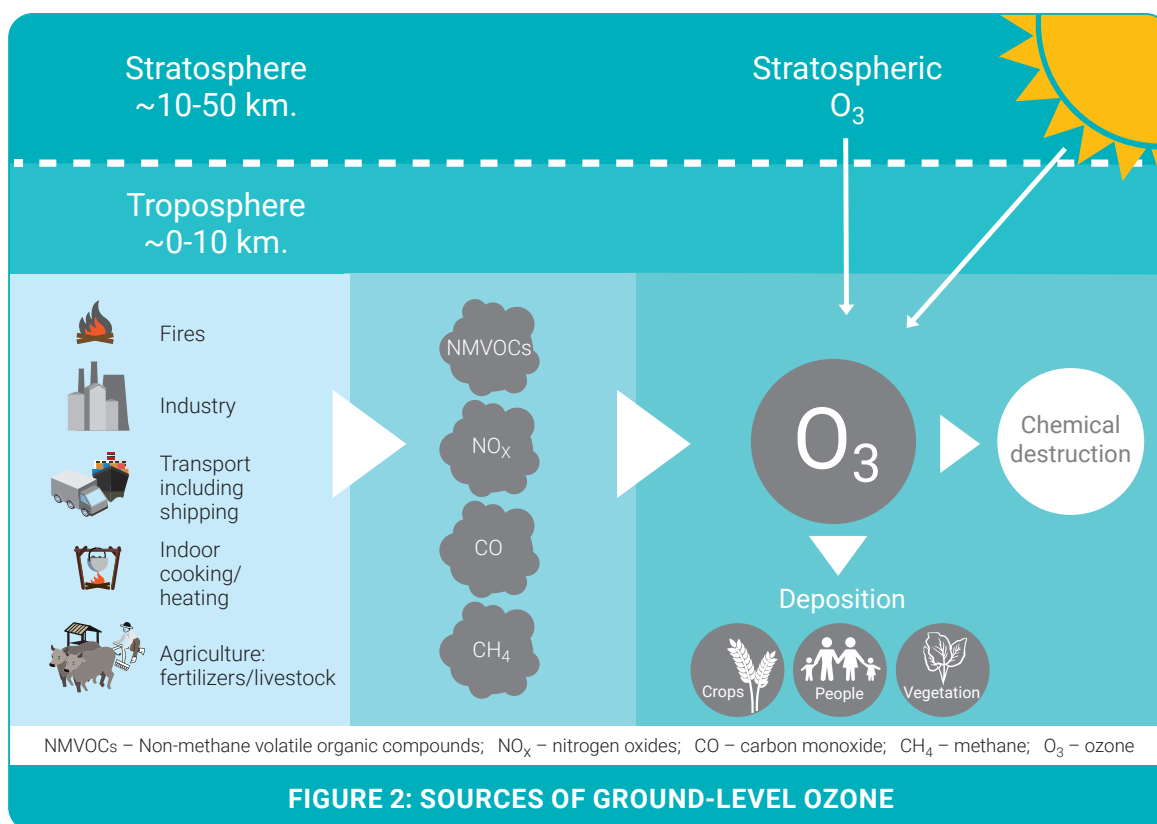 Stratosphere
~10-50 km.
Stratospheric
O₃
Troposphere
~0-10 km.
Fires
Industry
Transport
including
shipping
Indoor
cooking/
heating
Agriculture:
fertilizers/livestock
NMVOCs
NOₓ
CO
CH₄
O₃
Chemical
destruction
Deposition
Crops
People
Vegetation
NMVOCs – Non-methane volatile organic compounds; NOₓ – nitrogen oxides; CO – carbon monoxide; CH₄ – methane; O₃ – ozone
FIGURE 2: SOURCES OF GROUND-LEVEL OZONE